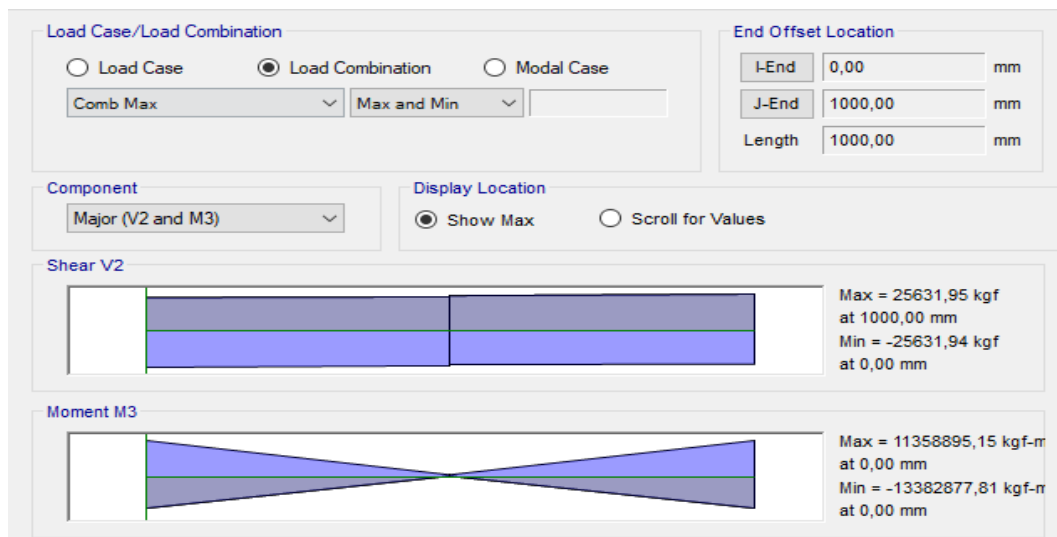 Load Case/Load Combination
Load Case
Load Combination
Modal Case
Comb Max
Max and Min
End Offset Location
I-End
0,00
mm
J-End
1000,00
mm
Length
1000,00
mm
Component
Major (V2 and M3)
Display Location
Show Max
Scroll for Values
Shear V2
Max = 25631,95 kgf
at 1000,00 mm
Min = -25631,94 kgf
at 0,00 mm
Moment M3
Max = 11358895,15 kgf-m
at 0,00 mm
Min = -13382877,81 kgf-m
at 0,00 mm